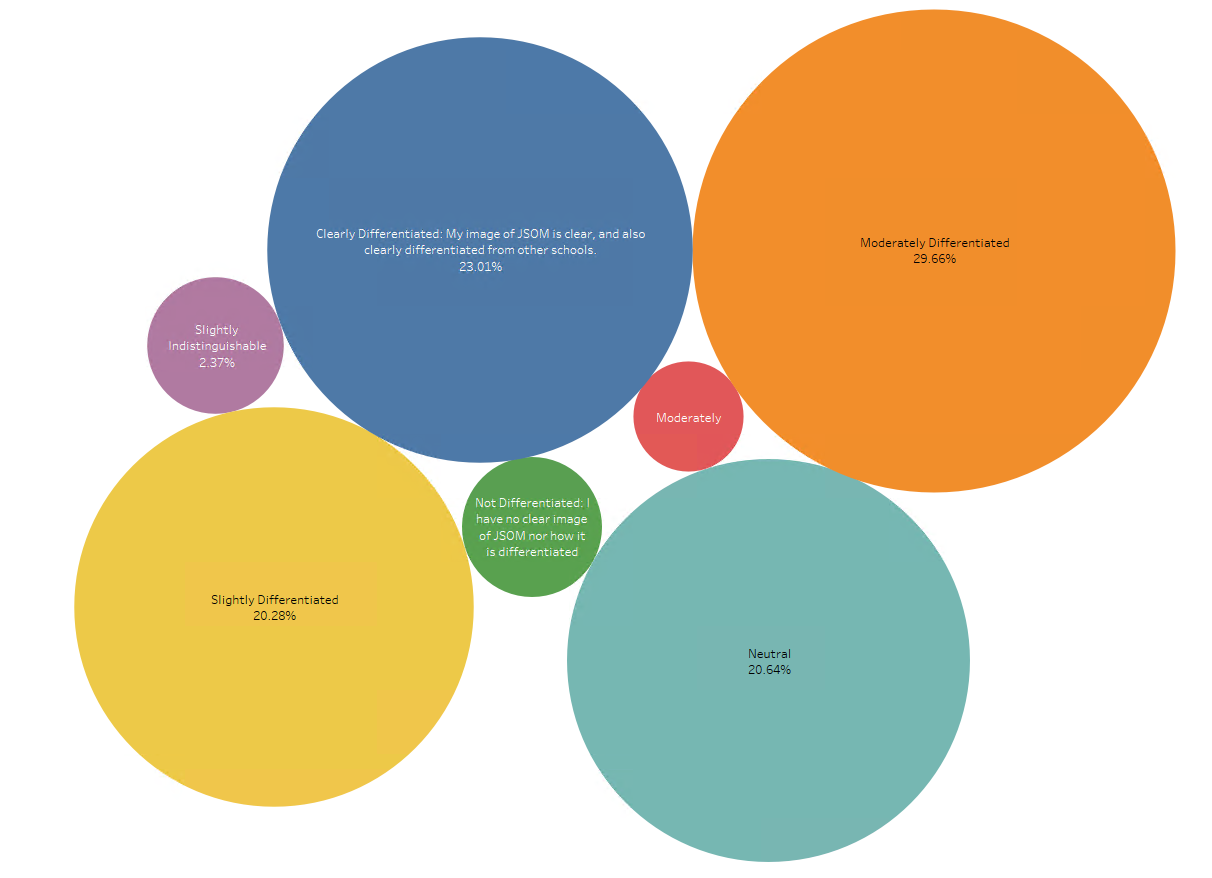 Clearly Differentiated: My image of JSOM is clear, and also
clearly differentiated from other schools.
23.01%
Moderately Differentiated
29.66%
Slightly
Indistinguishable
2.37%
Moderately
Not Differentiated: I
have no clear image
of JSOM nor how it
is differentiated
Slightly Differentiated
20.28%
Neutral
20.64%